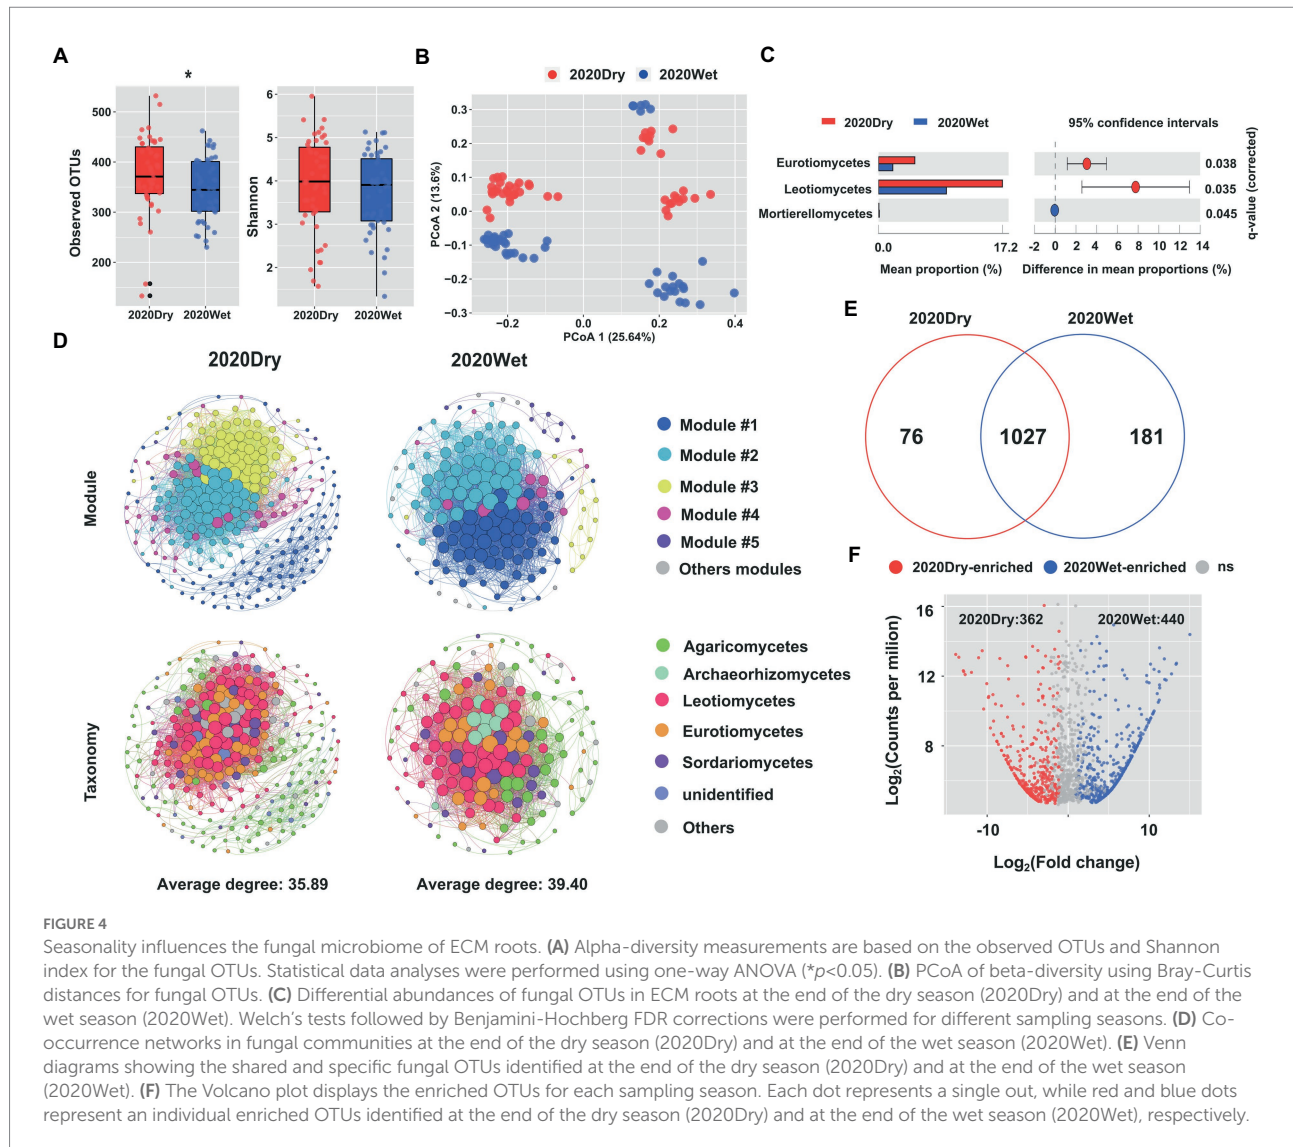 A
*
Observed OTUs
500
400
300
200
2020Dry 2020Wet
Shannon
6
5
4
3
2
2020Dry 2020Wet
B
2020Dry 2020Wet
PCoA 2 (13.6%)
0.3
0.2
0.1
0.0
−0.1
−0.2
−0.3
−0.2 0.0 0.2 0.4
PCoA 1 (25.64%)
C
2020Dry 2020Wet 95% confidence intervals
Eurotiomycetes 0.038
Leotiomycetes 0.035
Mortierellomycetes 0.045
q-value (corrected)
0.0 17.2 -2 0 2 4 6 8 10 12 14
Mean proportion (%) Difference in mean proportions (%)
D
2020Dry 2020Wet
Module
Module #1
Module #2
Module #3
Module #4
Module #5
Others modules
Taxonomy
Agaricomycetes
Archaeorhizomycetes
Leotiomycetes
Eurotiomycetes
Sordariomycetes
unidentified
Others
Average degree: 35.89 Average degree: 39.40
E
2020Dry 2020Wet
76 1027 181
F
2020Dry-enriched 2020Wet-enriched ns
2020Dry:362 2020Wet:440
Log2(Counts per milion)
16
12
8
-10 0 10
Log2(Fold change)
FIGURE 4
Seasonality influences the fungal microbiome of ECM roots. (A) Alpha-diversity measurements are based on the observed OTUs and Shannon
index for the fungal OTUs. Statistical data analyses were performed using one-way ANOVA (*p<0.05). (B) PCoA of beta-diversity using Bray-Curtis
distances for fungal OTUs. (C) Differential abundances of fungal OTUs in ECM roots at the end of the dry season (2020Dry) and at the end of the
wet season (2020Wet). Welch's tests followed by Benjamini-Hochberg FDR corrections were performed for different sampling seasons. (D) Co-
occurrence networks in fungal communities at the end of the dry season (2020Dry) and at the end of the wet season (2020Wet). (E) Venn
diagrams showing the shared and specific fungal OTUs identified at the end of the dry season (2020Dry) and at the end of the wet season
(2020Wet). (F) The Volcano plot displays the enriched OTUs for each sampling season. Each dot represents a single out, while red and blue dots
represent an individual enriched OTUs identified at the end of the dry season (2020Dry) and at the end of the wet season (2020Wet), respectively.